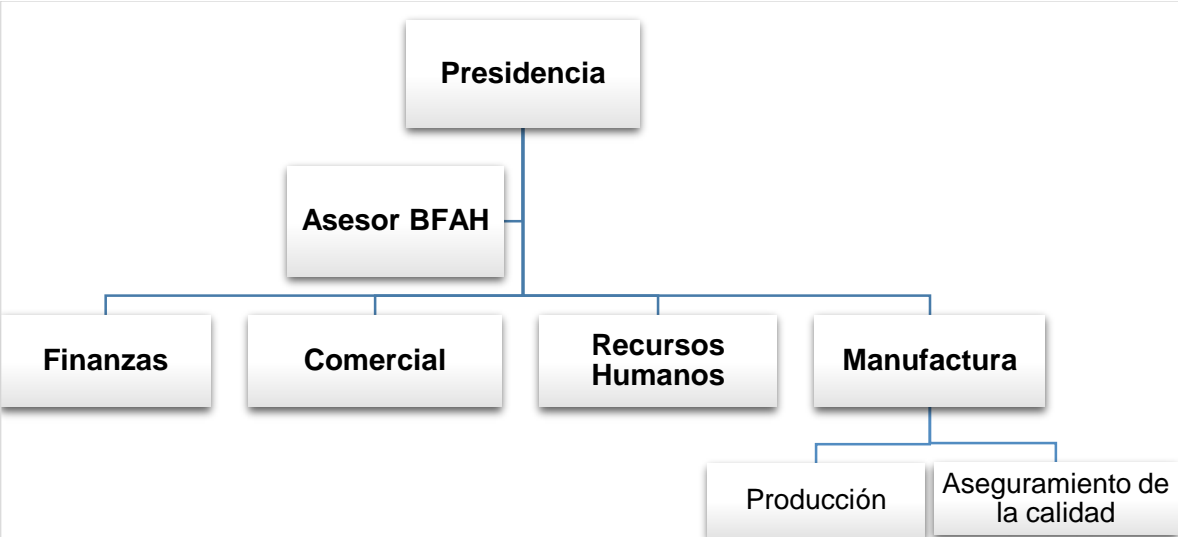 Presidencia
Asesor BFAH
Finanzas
Comercial
Recursos
Humanos
Manufactura
Producción
Aseguramiento de
la calidad